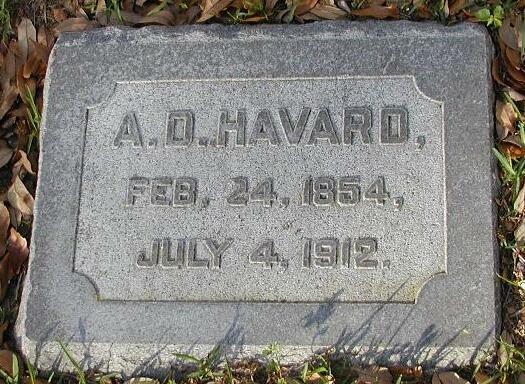 A.D. HAVARD,
FEB. 24, 1854,
JULY 4, 1912.